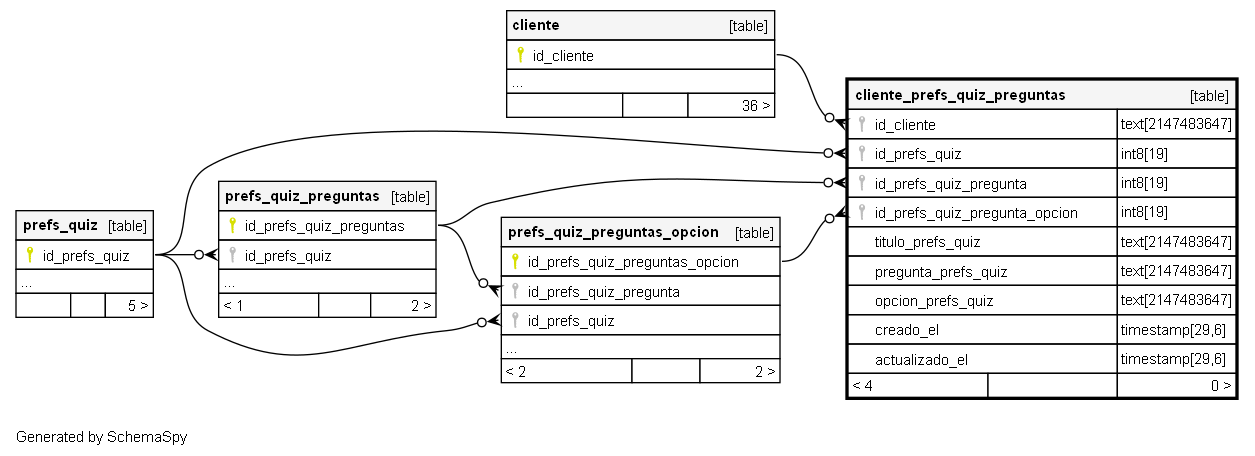 cliente [table]
id_cliente
...
36 >
cliente_prefs_quiz_preguntas [table]
id_cliente text[2147483647]
id_prefs_quiz int8[19]
id_prefs_quiz_pregunta int8[19]
id_prefs_quiz_pregunta_opcion int8[19]
titulo_prefs_quiz text[2147483647]
pregunta_prefs_quiz text[2147483647]
opcion_prefs_quiz text[2147483647]
creado_el timestamp[29,6]
actualizado_el timestamp[29,6]
< 4 0 >
prefs_quiz_preguntas [table]
id_prefs_quiz_preguntas
id_prefs_quiz
...
< 1 2 >
prefs_quiz [table]
id_prefs_quiz
...
5 >
prefs_quiz_preguntas_opcion [table]
id_prefs_quiz_preguntas_opcion
id_prefs_quiz_pregunta
id_prefs_quiz
...
< 2 2 >
Generated by SchemaSpy